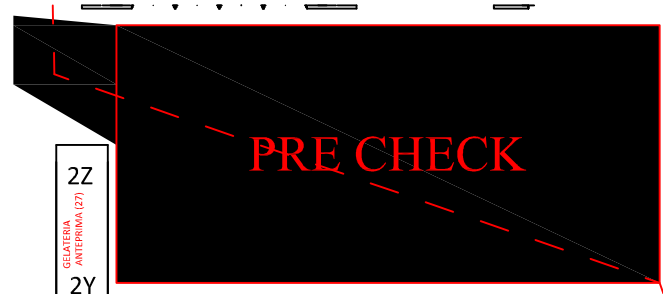 PRE CHECK
2Z
GELATERIA
ANTEPRIMA (27)
2Y